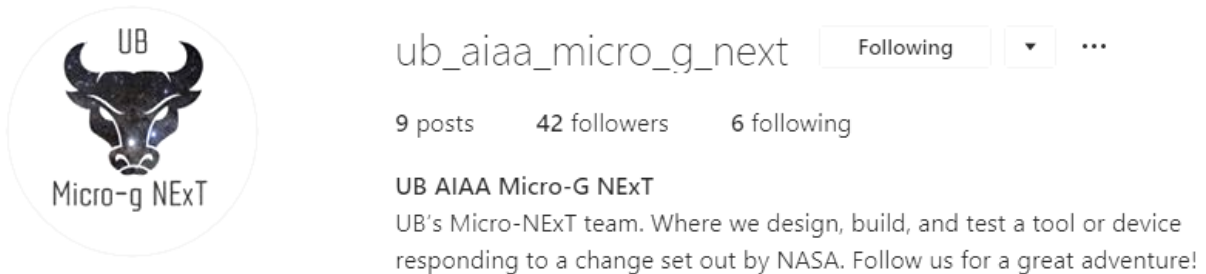 UB
Micro-g NExT
ub_aiaa_micro_g_next Following
9 posts 42 followers 6 following
UB AIAA Micro-G NExT
UB's Micro-NExT team. Where we design, build, and test a tool or device
responding to a change set out by NASA. Follow us for a great adventure!